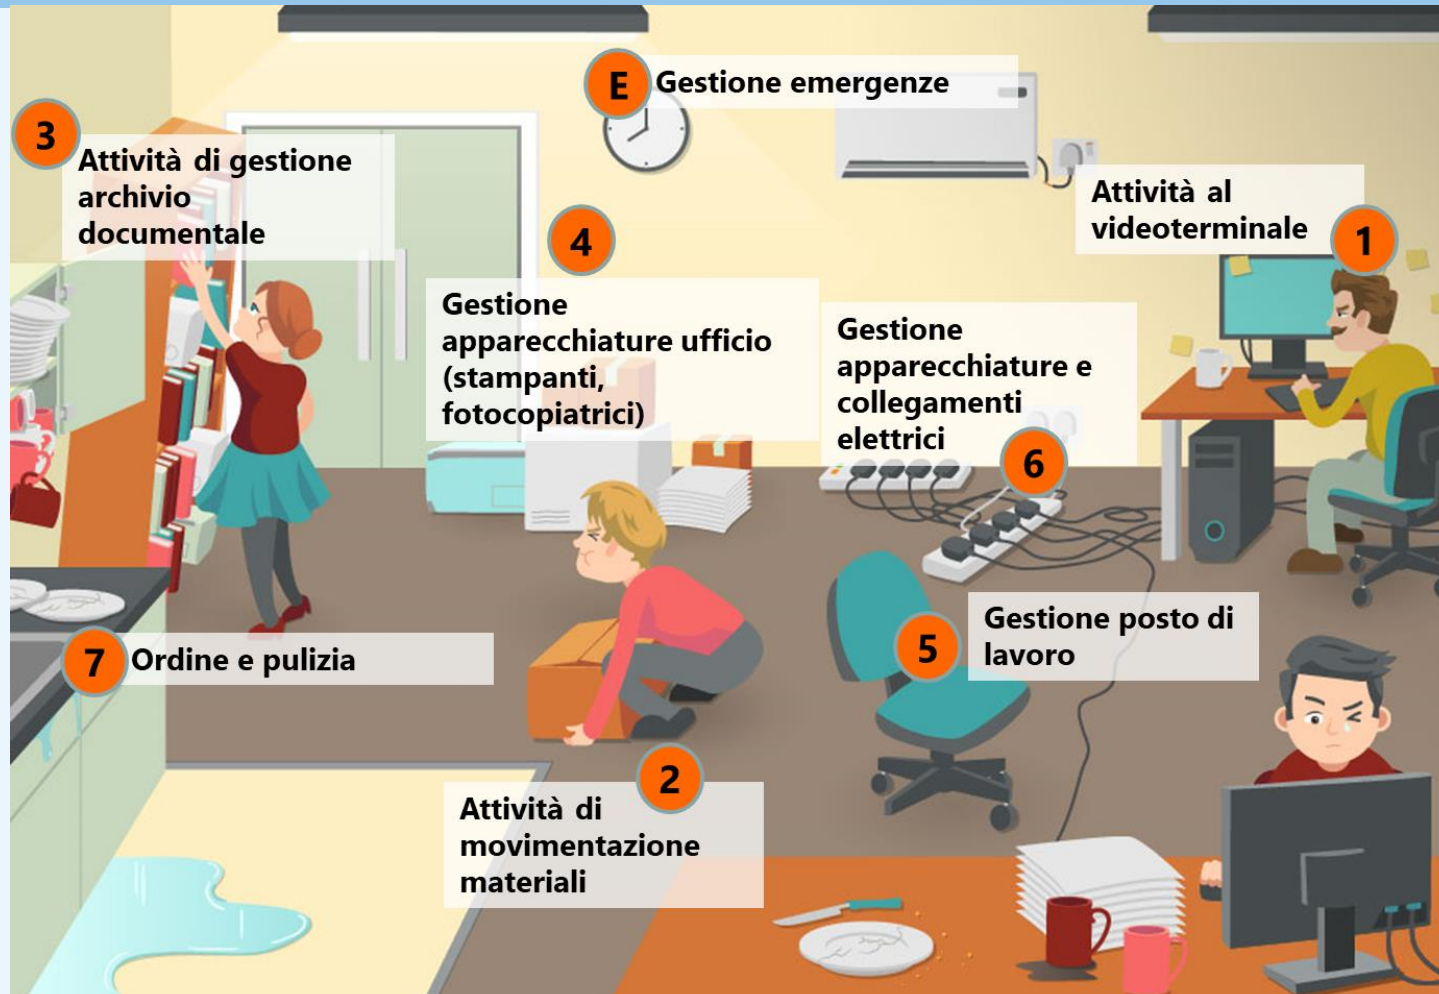 E
Gestione emergenze
3
Attività di gestione
archivio
documentale
Attività al
videoterminale
1
4
Gestione
apparecchiature ufficio
(stampanti,
fotocopiatrici)
Gestione
apparecchiature e
collegamenti
elettrici
6
5
Gestione posto di
lavoro
7
Ordine e pulizia
2
Attività di
movimentazione
materiali